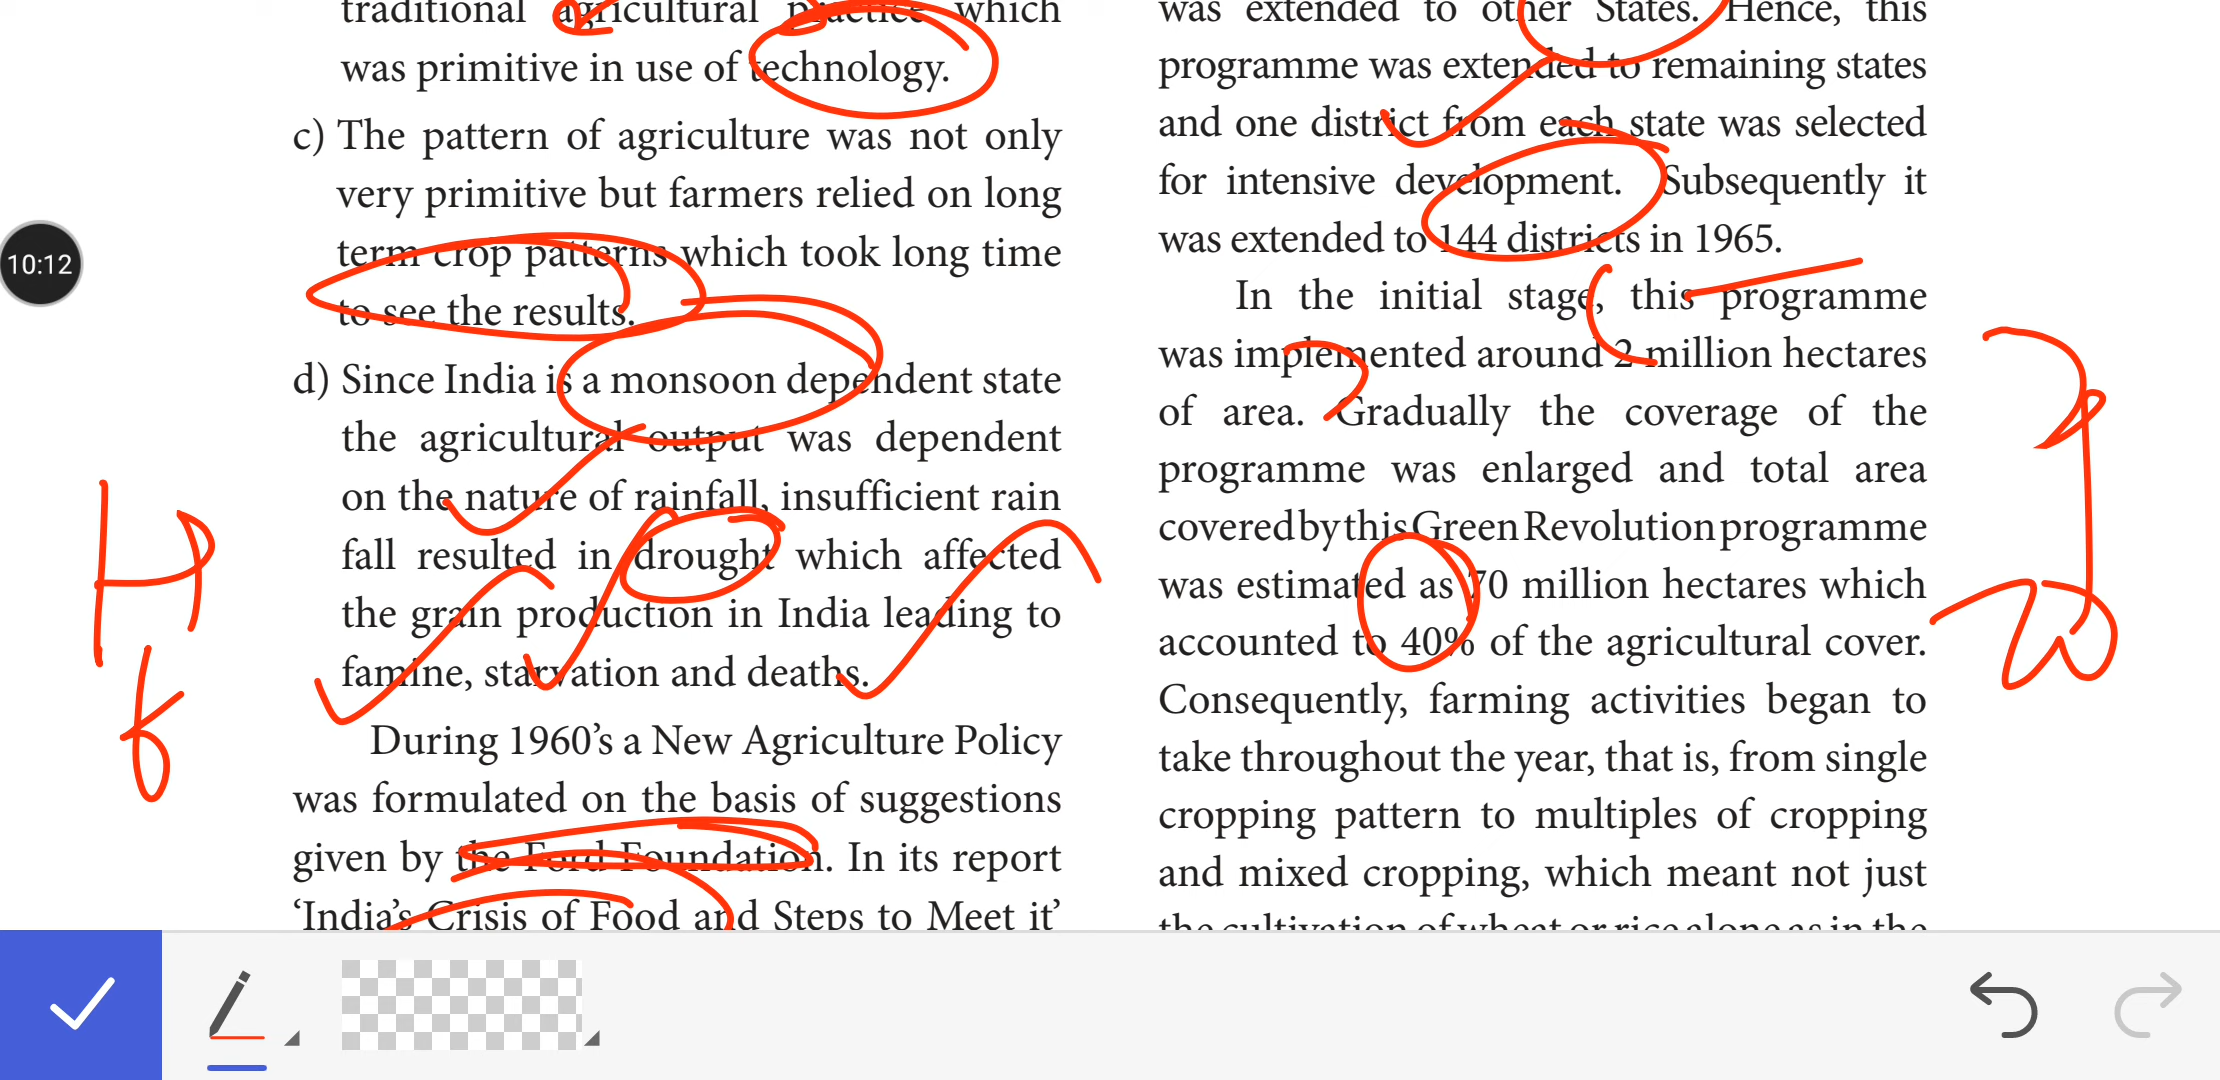 traditional agricultural practice which
was primitive in use of technology.
c) The pattern of agriculture was not only
very primitive but farmers relied on long
term crop patterns which took long time
to see the results.
d) Since India is a monsoon dependent state
the agricultural output was dependent
on the nature of rainfall, insufficient rain
fall resulted in drought which affected
the grain production in India leading to
famine, starvation and deaths.
During 1960’s a New Agriculture Policy
was formulated on the basis of suggestions
given by the Ford Foundation. In its report
‘India’s Crisis of Food and Steps to Meet it’
was extended to other States. Hence, this
programme was extended to remaining states
and one district from each state was selected
for intensive development. Subsequently it
was extended to 144 districts in 1965.
In the initial stage, this programme
was implemented around 2 million hectares
of area. Gradually the coverage of the
programme was enlarged and total area
covered by this Green Revolution programme
was estimated as 70 million hectares which
accounted to 40% of the agricultural cover.
Consequently, farming activities began to
take throughout the year, that is, from single
cropping pattern to multiples of cropping
and mixed cropping, which meant not just
the cultivation of wheat or rice alone as in the
10:12